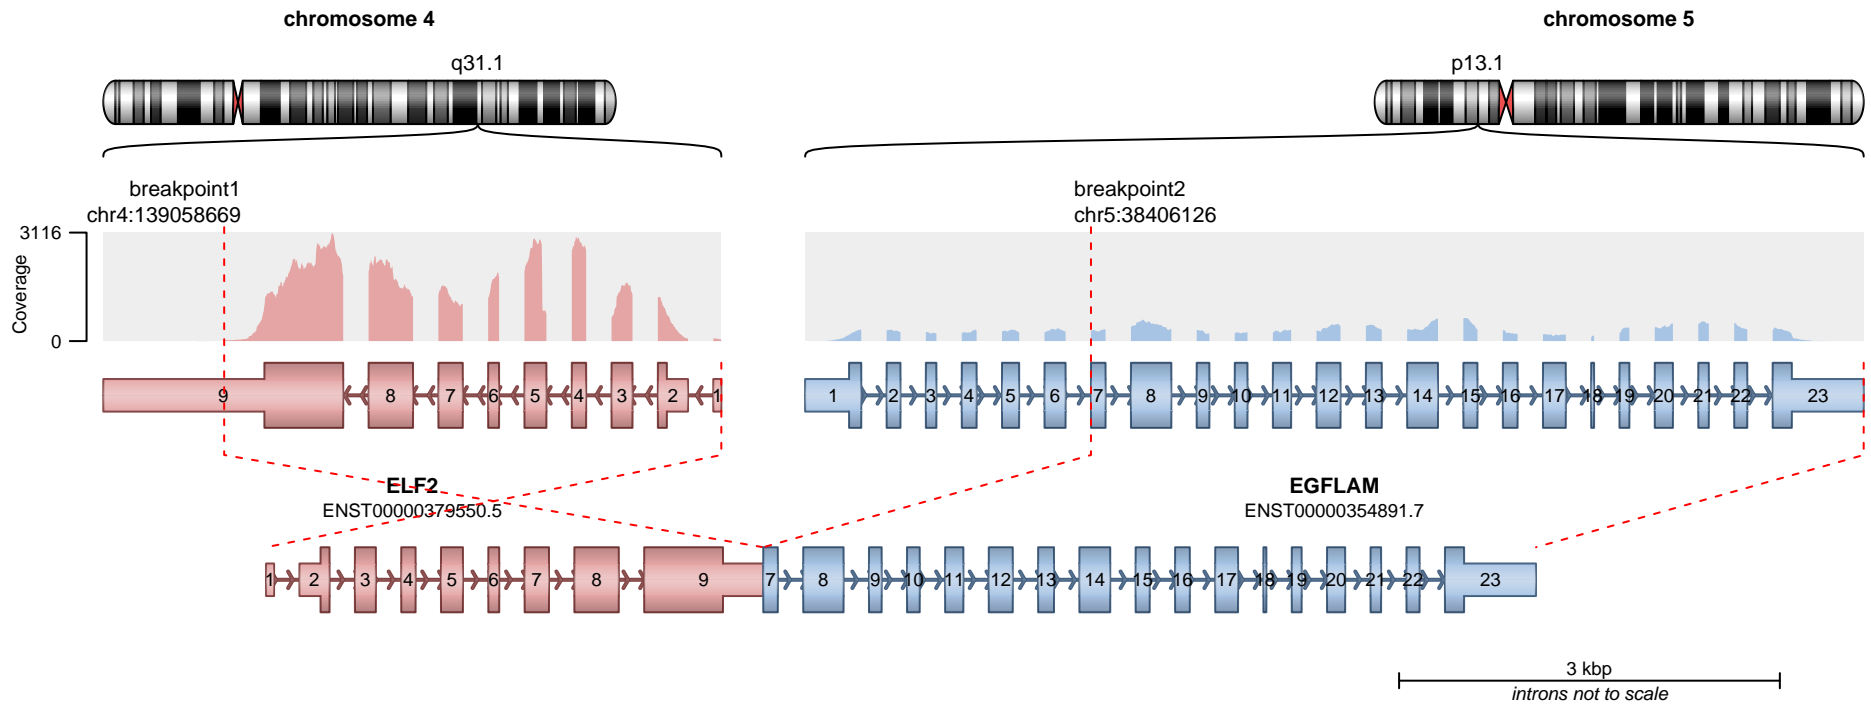 chromosome 4
chromosome 5
q31.1
p13.1
breakpoint1
chr4:139058669
breakpoint2
chr5:38406126
3116
Coverage
0
9 8 7 6 5 4 3 2 1
1 2 3 4 5 6 7 8 9 10 11 12 13 14 15 16 17 18 19 20 21 22 23
ELF2
ENST00000379550.5
EGFLAM
ENST00000354891.7
1 2 3 4 5 6 7 8 9 7 8 9 10 11 12 13 14 15 16 17 18 19 20 21 22 23
3 kbp
introns not to scale